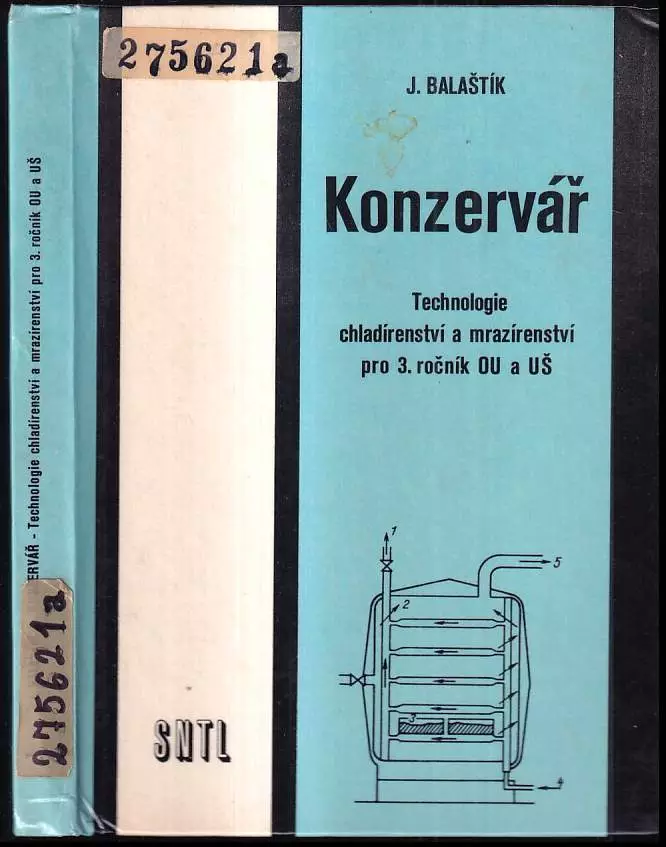 275621a
J. BALAŠTÍK
Konzervář
Technologie
chladírenství a mrazírenství
pro 3. ročník OU a UŠ
1
2
5
3
4
SNTL
ERVÁŘ - Technologie chladírenství a mrazírenství pro 3. ročník OU a UŠ
275621a